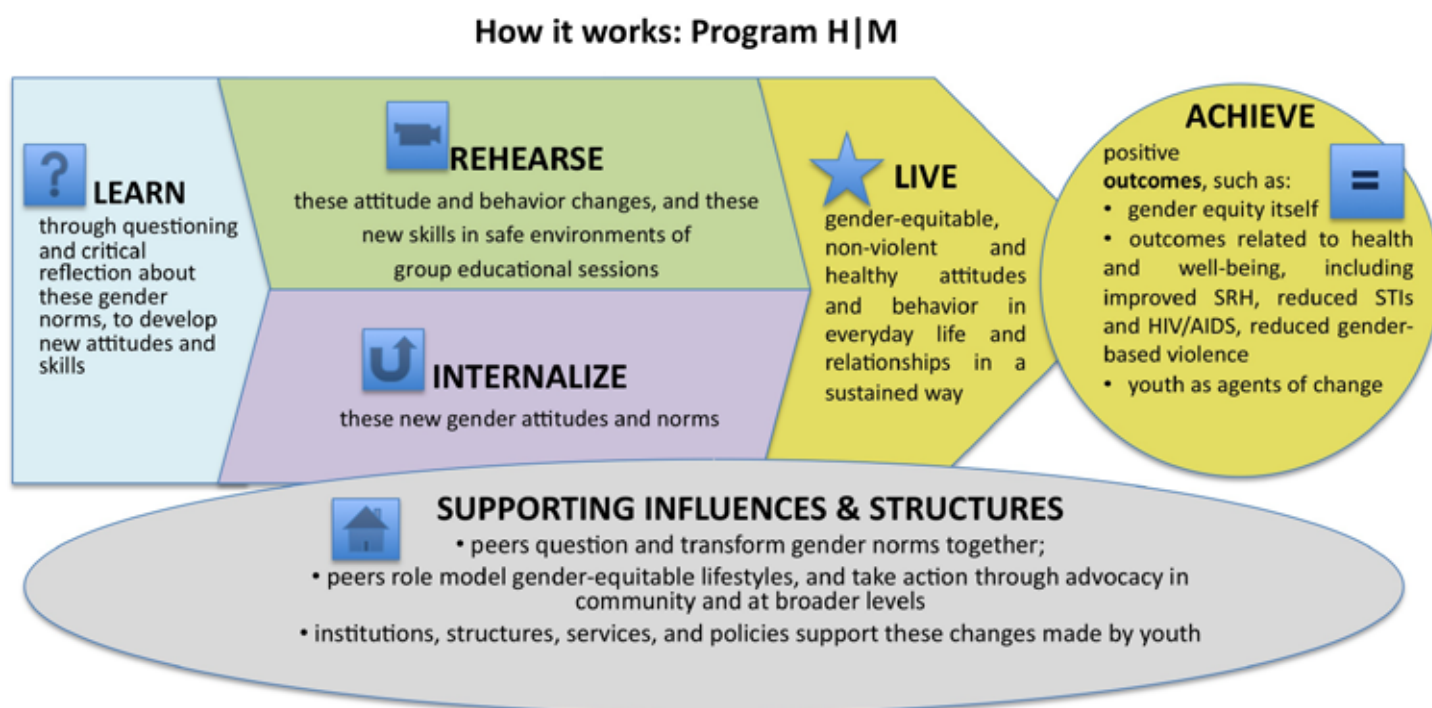 How it works: Program H|M
?
LEARN
through questioning
and critical
reflection about
these gender
norms, to develop
new attitudes and
skills
REHEARSE
these attitude and behavior changes, and these
new skills in safe environments of
group educational sessions
INTERNALIZE
these new gender attitudes and norms
LIVE
gender-equitable,
non-violent and
healthy attitudes
and behavior in
everyday life and
relationships in a
sustained way
ACHIEVE
positive
outcomes, such as:
=
• gender equity itself
• outcomes related to health
and well-being, including
improved SRH, reduced STIs
and HIV/AIDS, reduced gender-
based violence
• youth as agents of change
SUPPORTING INFLUENCES & STRUCTURES
• peers question and transform gender norms together;
• peers role model gender-equitable lifestyles, and take action through advocacy in
community and at broader levels
• institutions, structures, services, and policies support these changes made by youth